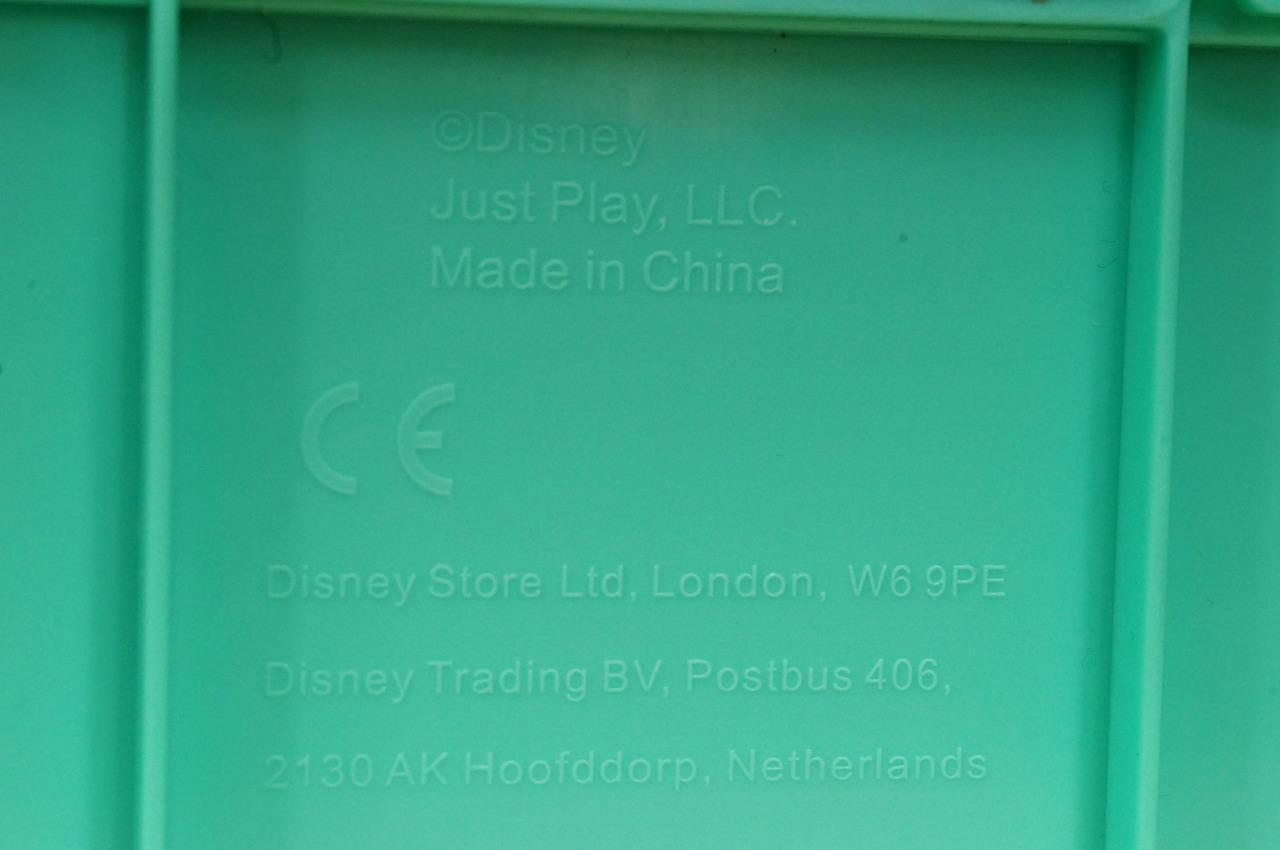 ©Disney
Just Play, LLC.
Made in China
CE
Disney Store Ltd, London, W6 9PE
Disney Trading BV, Postbus 406,
2130 AK Hoofddorp, Netherlands